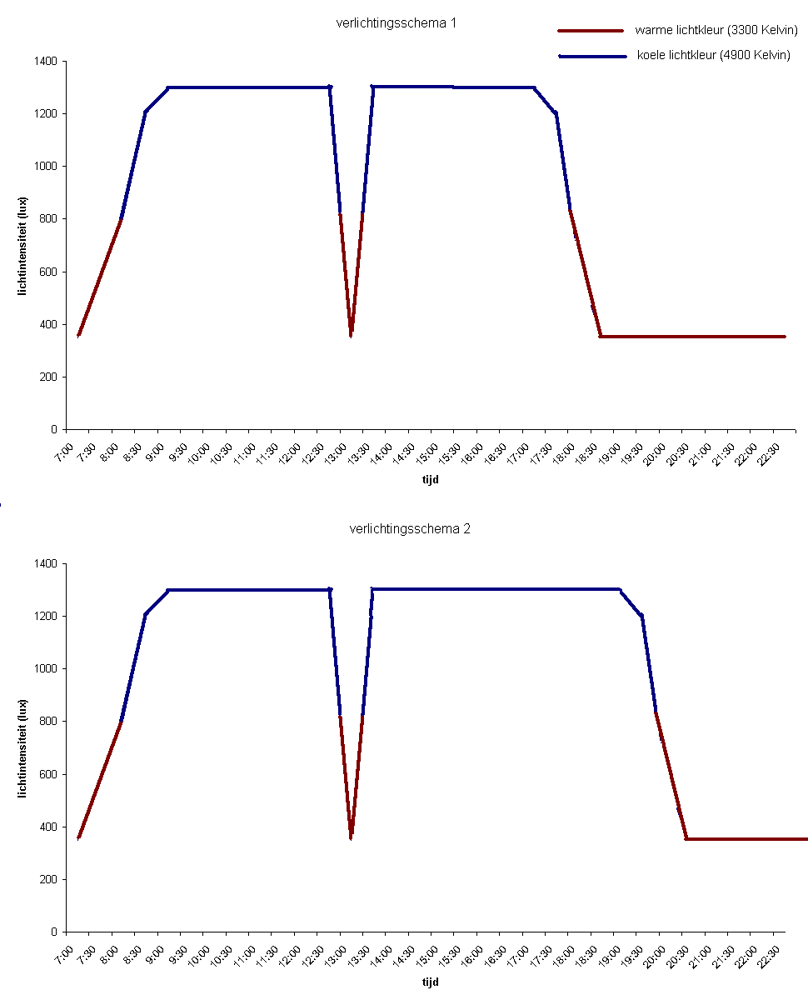 verlichtingsschema 1
warme lichtkleur (3300 Kelvin)
koele lichtkleur (4900 Kelvin)
1400
1200
1000
800
600
400
200
0
lichtintensiteit (lux)
7:00 7:30 8:00 8:30 9:00 9:30 10:00 10:30 11:00 11:30 12:00 12:30 13:00 13:30 14:00 14:30 15:00 15:30 16:00 16:30 17:00 17:30 18:00 18:30 19:00 19:30 20:00 20:30 21:00 21:30 22:00 22:30
tijd
verlichtingsschema 2
1400
1200
1000
800
600
400
200
0
lichtintensiteit (lux)
7:00 7:30 8:00 8:30 9:00 9:30 10:00 10:30 11:00 11:30 12:00 12:30 13:00 13:30 14:00 14:30 15:00 15:30 16:00 16:30 17:00 17:30 18:00 18:30 19:00 19:30 20:00 20:30 21:00 21:30 22:00 22:30
tijd